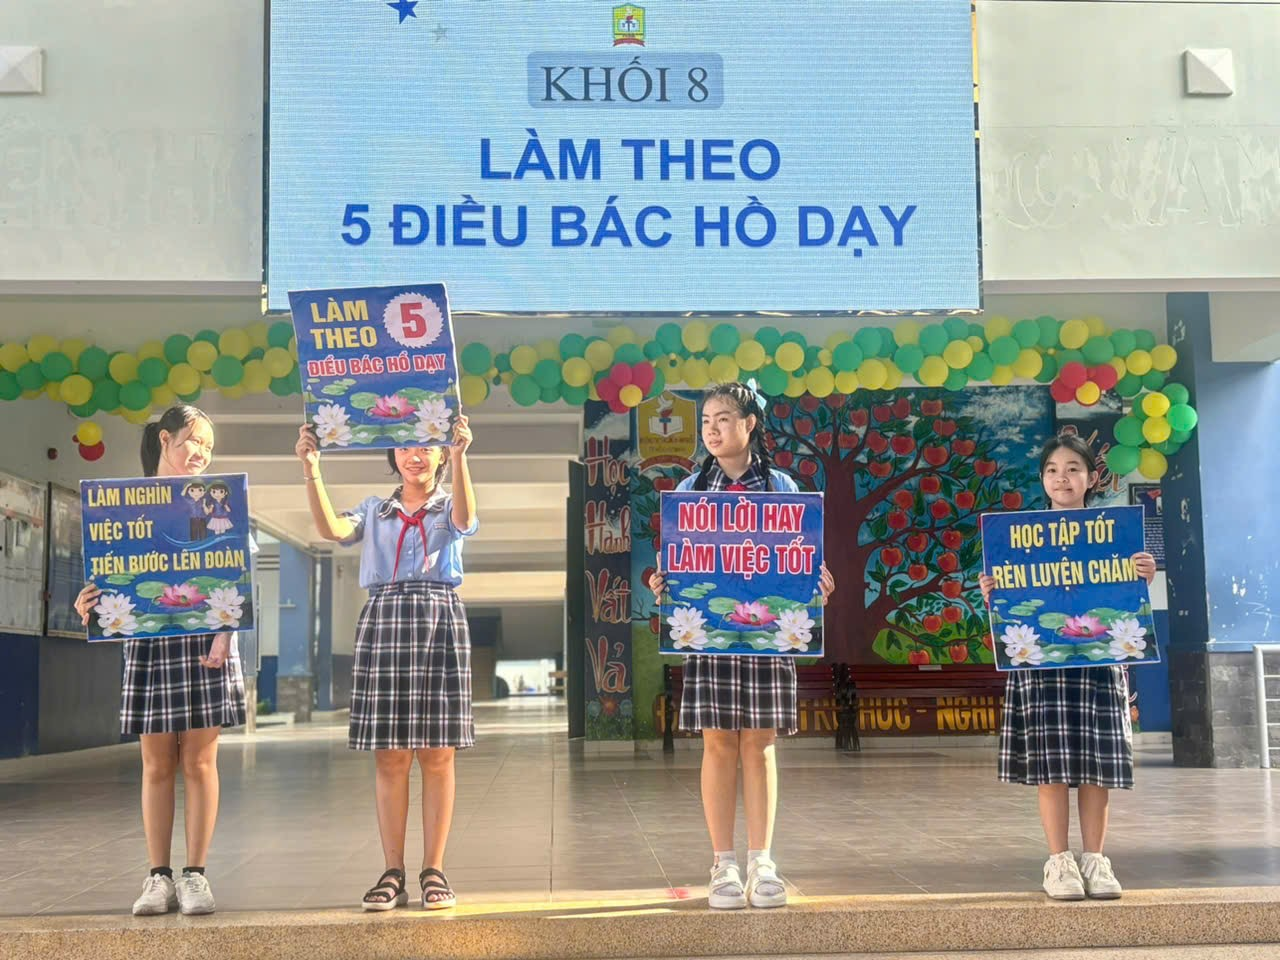 KHỐI 8
LÀM THEO
5 ĐIỀU BÁC HỒ DẠY
LÀM
THEO
5
ĐIỀU BÁC HỒ DẠY
LÀM NGHÌN
VIỆC TỐT
TIẾN BƯỚC LÊN ĐOÀN
NÓI LỜI HAY
LÀM VIỆC TỐT
HỌC TẬP TỐT
RÈN LUYỆN CHĂM
Học
Hành
Vất
Vả
HỌC - NGHĨ